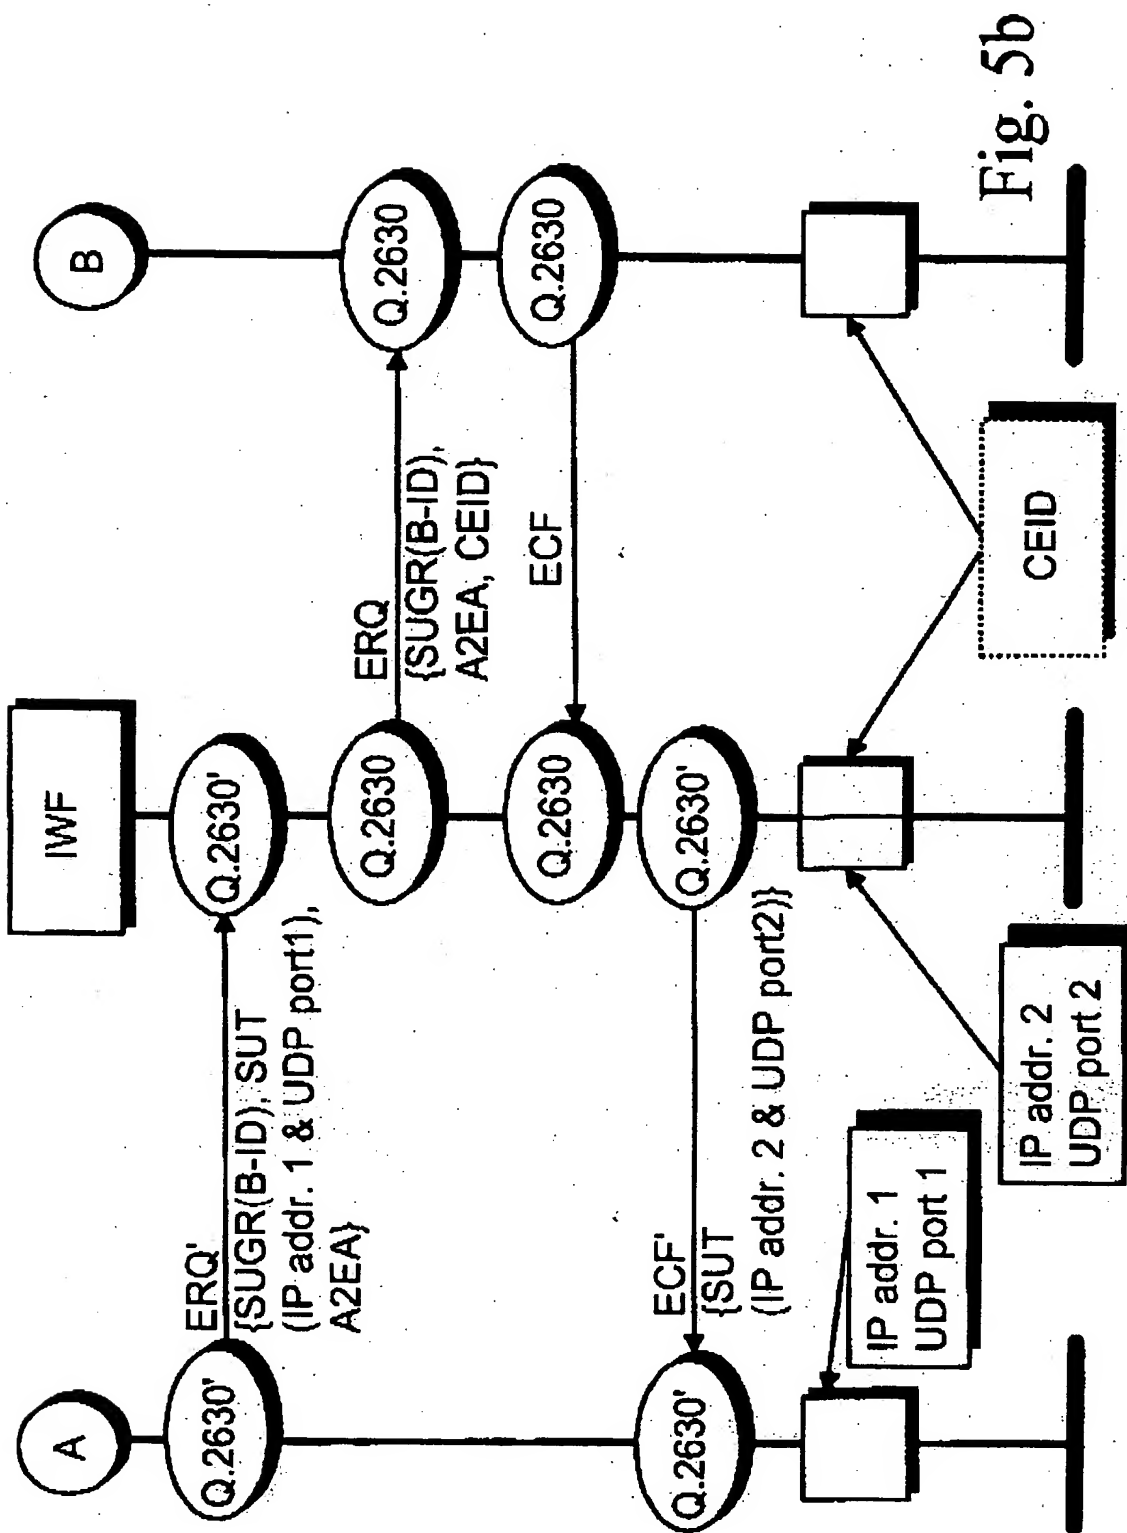 A
IWF
B
Q.2630'
ERQ'
{SUGR(B-ID), SUT
(IP addr. 1 & UDP port1),
A2EA}
Q.2630'
Q.2630
ERQ
{SUGR(B-ID),
A2EA, CEID}
Q.2630
Q.2630
ECF
Q.2630
Q.2630'
ECF'
{SUT
(IP addr. 2 & UDP port2)}
Q.2630'
IP addr. 1
UDP port 1
IP addr. 2
UDP port 2
CEID
Fig. 5b